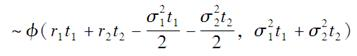 ~ ϕ( r₁t₁ + r₂t₂ − σ₁²t₁/2 − σ₂²t₂/2, σ₁²t₁ + σ₂²t₂ )